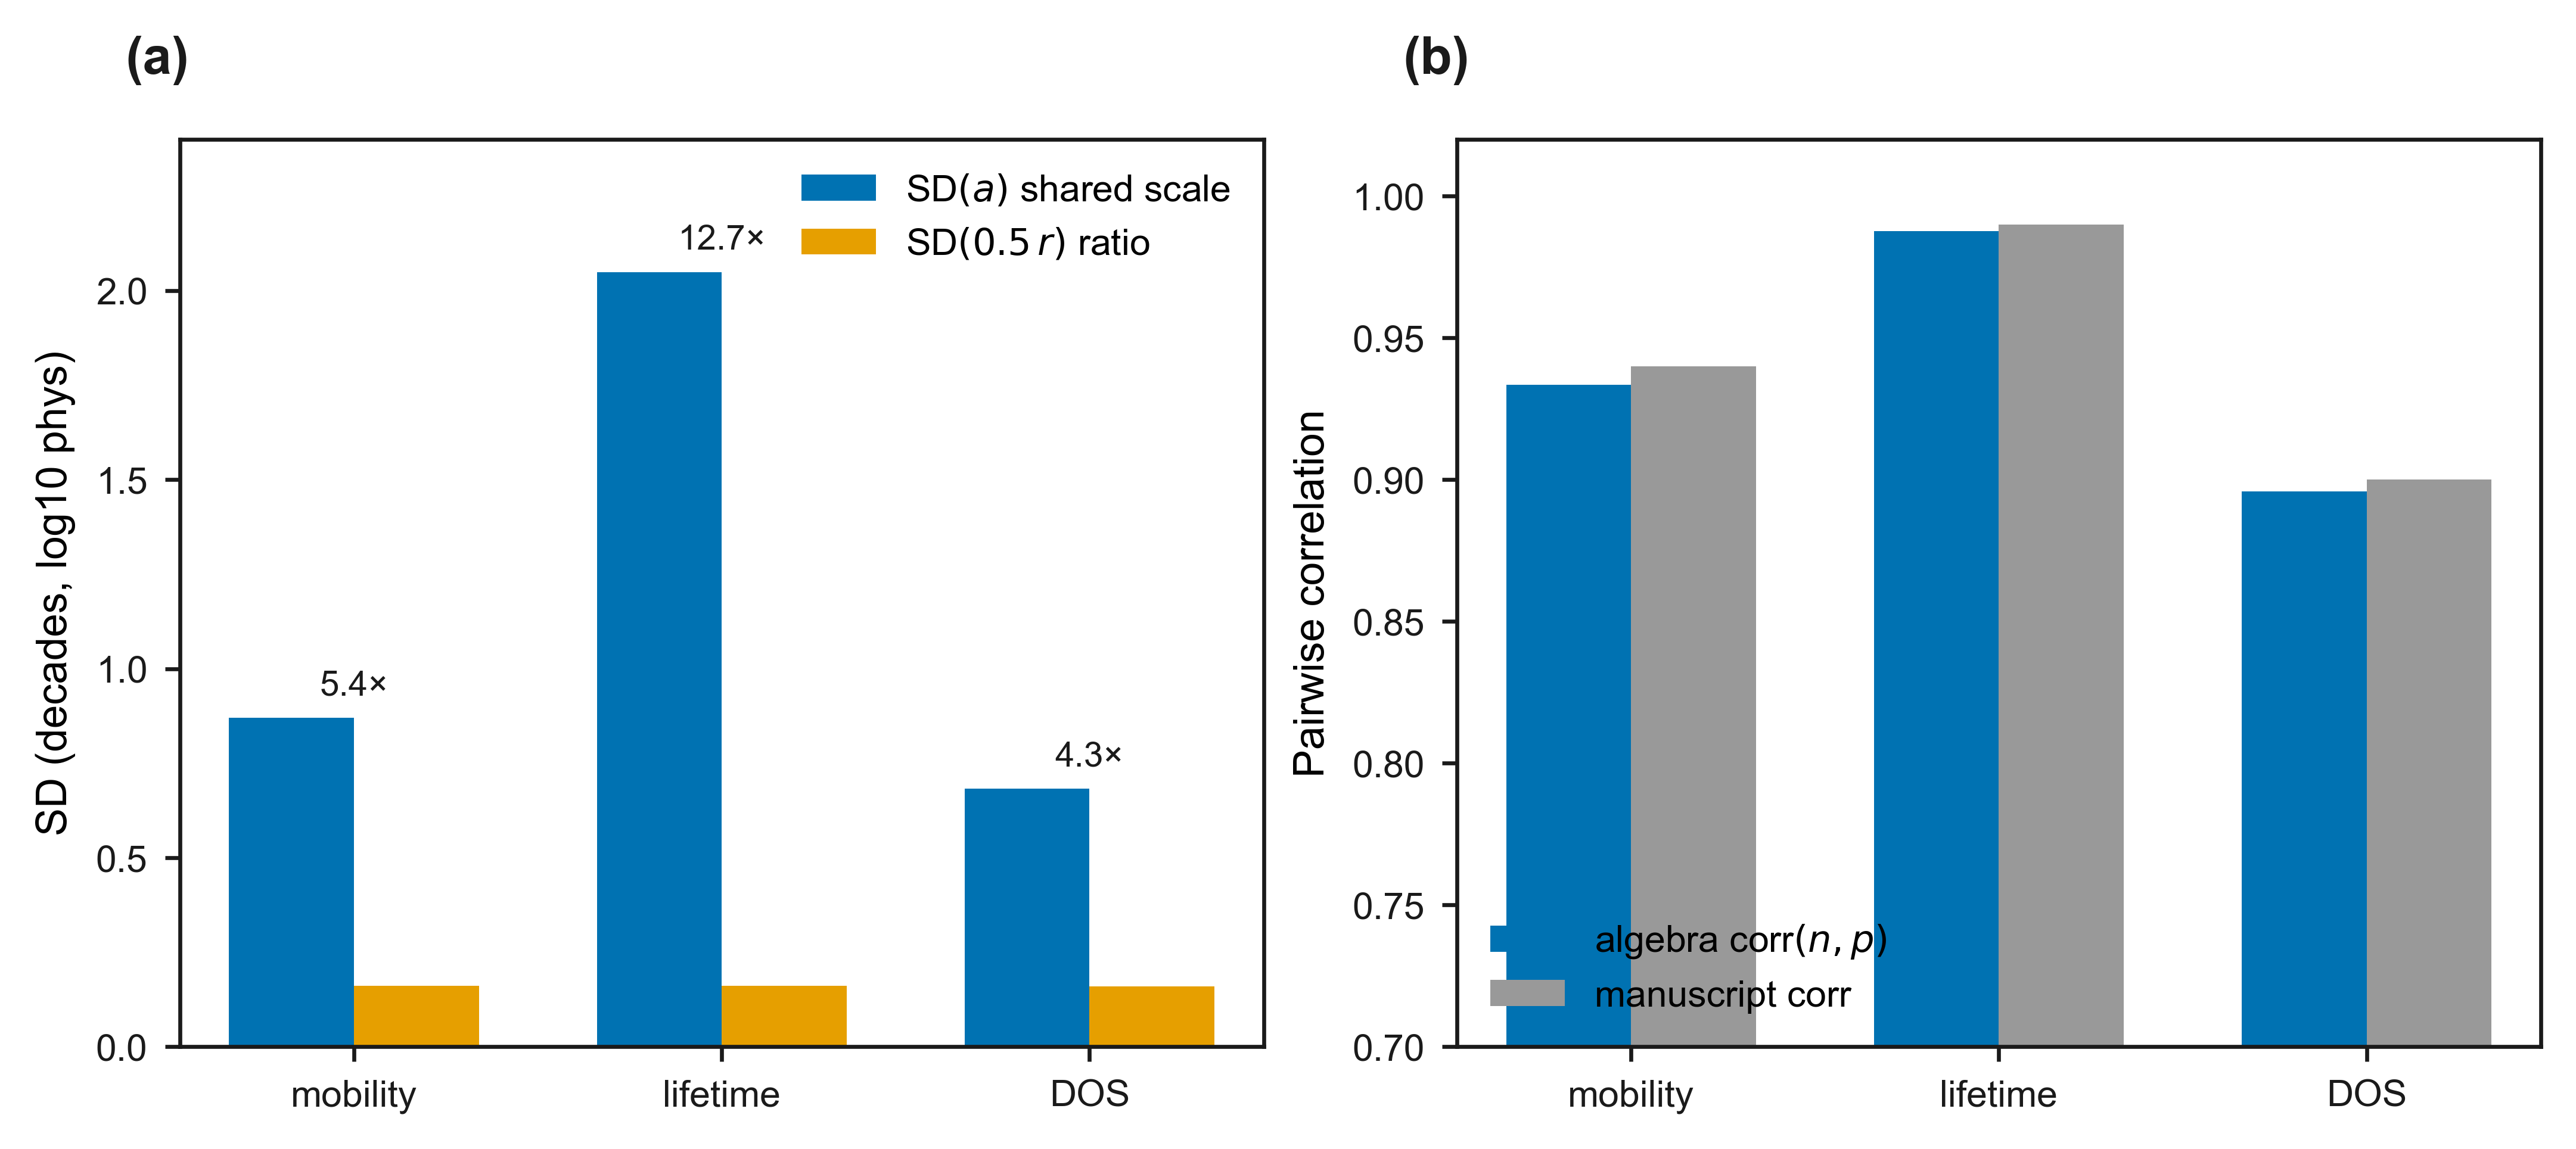 (a)
SD (decades, log10 phys)
2.0
1.5
1.0
0.5
0.0
SD(a) shared scale
SD(0.5 r) ratio
5.4×
12.7×
4.3×
mobility
lifetime
DOS
(b)
Pairwise correlation
1.00
0.95
0.90
0.85
0.80
0.75
0.70
algebra corr(n, p)
manuscript corr
mobility
lifetime
DOS